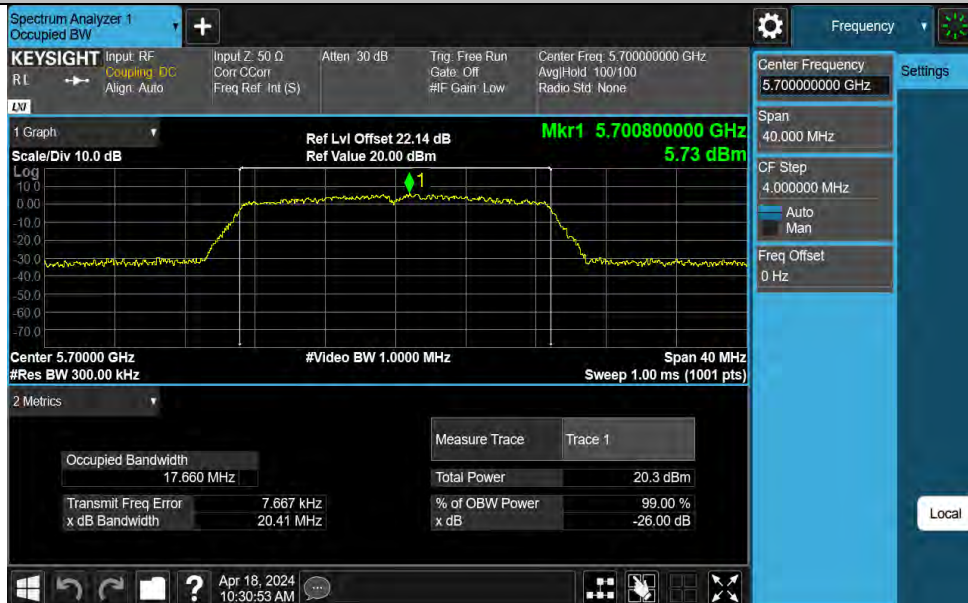 Spectrum Analyzer 1
Occupied BW
+
Frequency
KEYSIGHT
Input: RF
Coupling: DC
Align: Auto
Input Z: 50 Ω
Corr CCorr
Freq Ref: Int (S)
Atten: 30 dB
Trig: Free Run
Gate: Off
#IF Gain: Low
Center Freq: 5.700000000 GHz
Avg|Hold: 100/100
Radio Std: None
LXI
Center Frequency
5.700000000 GHz
Settings
Span
40.000 MHz
CF Step
4.000000 MHz
Auto
Man
Freq Offset
0 Hz
1 Graph
Scale/Div 10.0 dB
Ref Lvl Offset 22.14 dB
Ref Value 20.00 dBm
Mkr1 5.700800000 GHz
5.73 dBm
Log
10.0
0.00
-10.0
-20.0
-30.0
-40.0
-50.0
-60.0
-70.0
1
Center 5.70000 GHz
#Res BW 300.00 kHz
#Video BW 1.0000 MHz
Span 40 MHz
Sweep 1.00 ms (1001 pts)
2 Metrics
Measure Trace Trace 1
Occupied Bandwidth
17.660 MHz
Total Power 20.3 dBm
Transmit Freq Error 7.667 kHz
% of OBW Power 99.00 %
x dB Bandwidth 20.41 MHz
x dB -26.00 dB
Local
?
Apr 18, 2024
10:30:53 AM